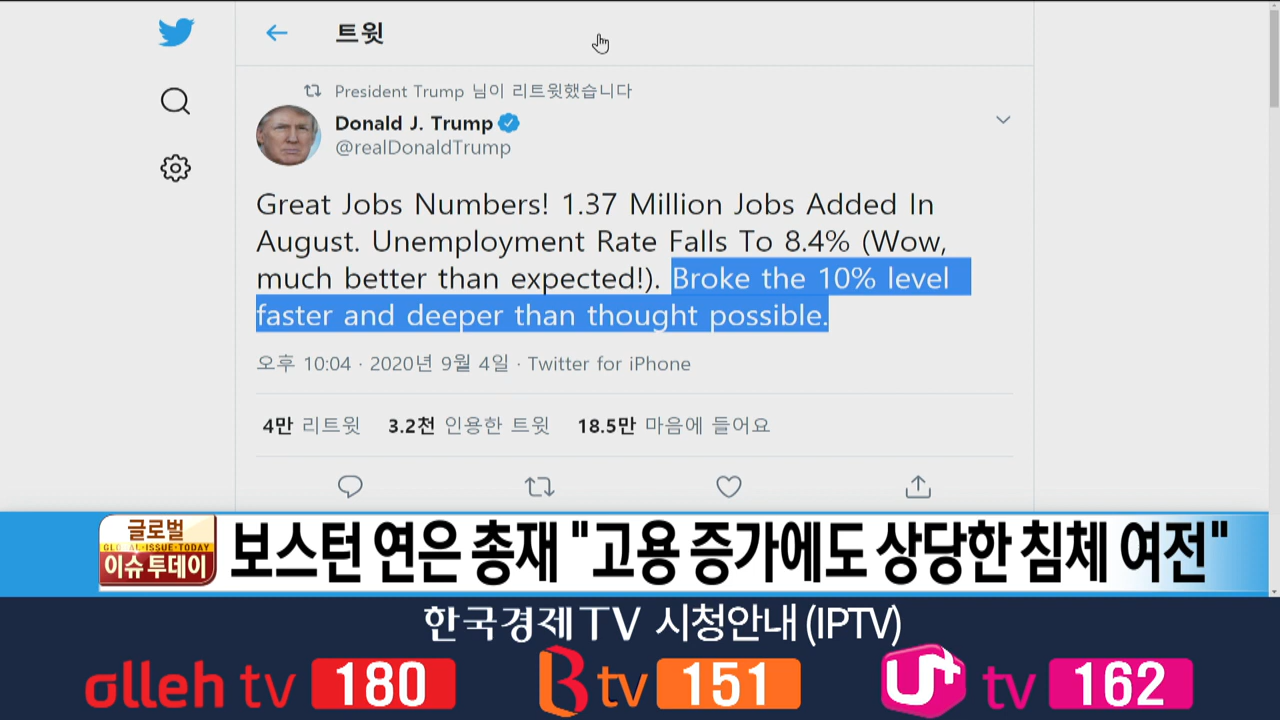 트윗
President Trump 님이 리트윗했습니다
Donald J. Trump
@realDonaldTrump
Great Jobs Numbers! 1.37 Million Jobs Added In
August. Unemployment Rate Falls To 8.4% (Wow,
much better than expected!). Broke the 10% level
faster and deeper than thought possible.
오후 10:04 · 2020년 9월 4일 · Twitter for iPhone
4만 리트윗 3.2천 인용한 트윗 18.5만 마음에 들어요
글로벌
GLOBAL·ISSUE·TODAY
이슈 투데이
보스턴 연은 총재 "고용 증가에도 상당한 침체 여전"
한국경제TV 시청안내 (IPTV)
olleh tv 180 B tv 151 U+ tv 162